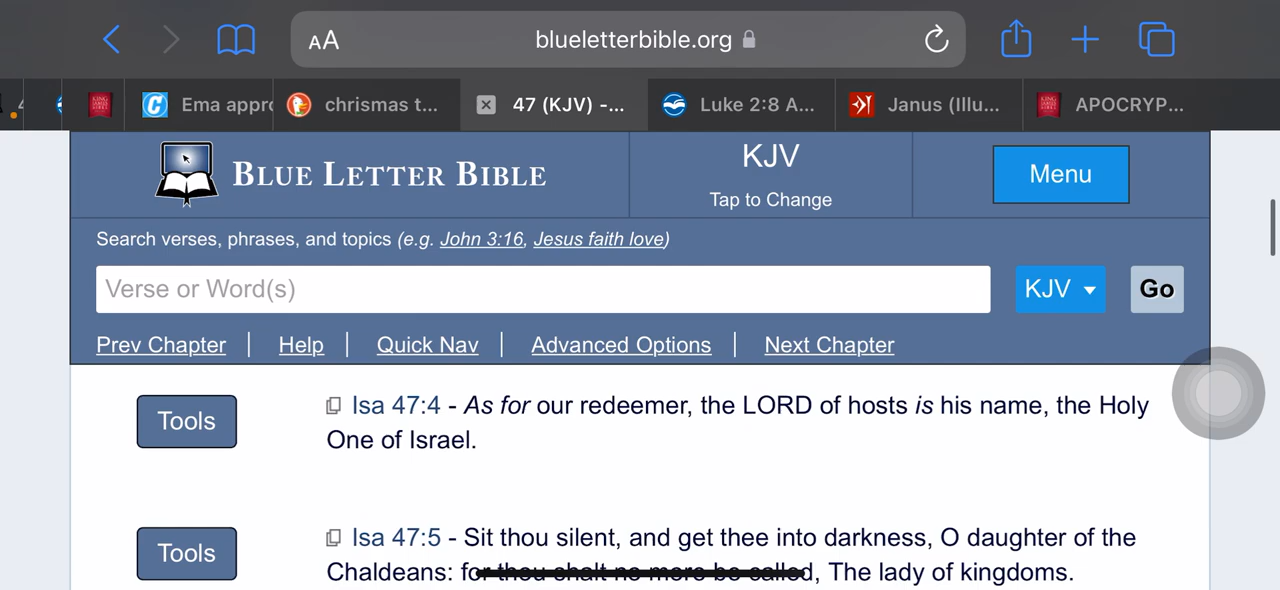 AA blueletterbible.org
Ema appr
chrismas t...
47 (KJV) -...
Luke 2:8 A...
Janus (Illu...
APOCRYP...
BLUE LETTER BIBLE
KJV
Tap to Change
Menu
Search verses, phrases, and topics (e.g. John 3:16, Jesus faith love)
Verse or Word(s)
KJV
Go
Prev Chapter | Help | Quick Nav | Advanced Options | Next Chapter
Tools
Isa 47:4 - As for our redeemer, the LORD of hosts is his name, the Holy
One of Israel.
Tools
Isa 47:5 - Sit thou silent, and get thee into darkness, O daughter of the
Chaldeans: for thou shalt no more be called, The lady of kingdoms.